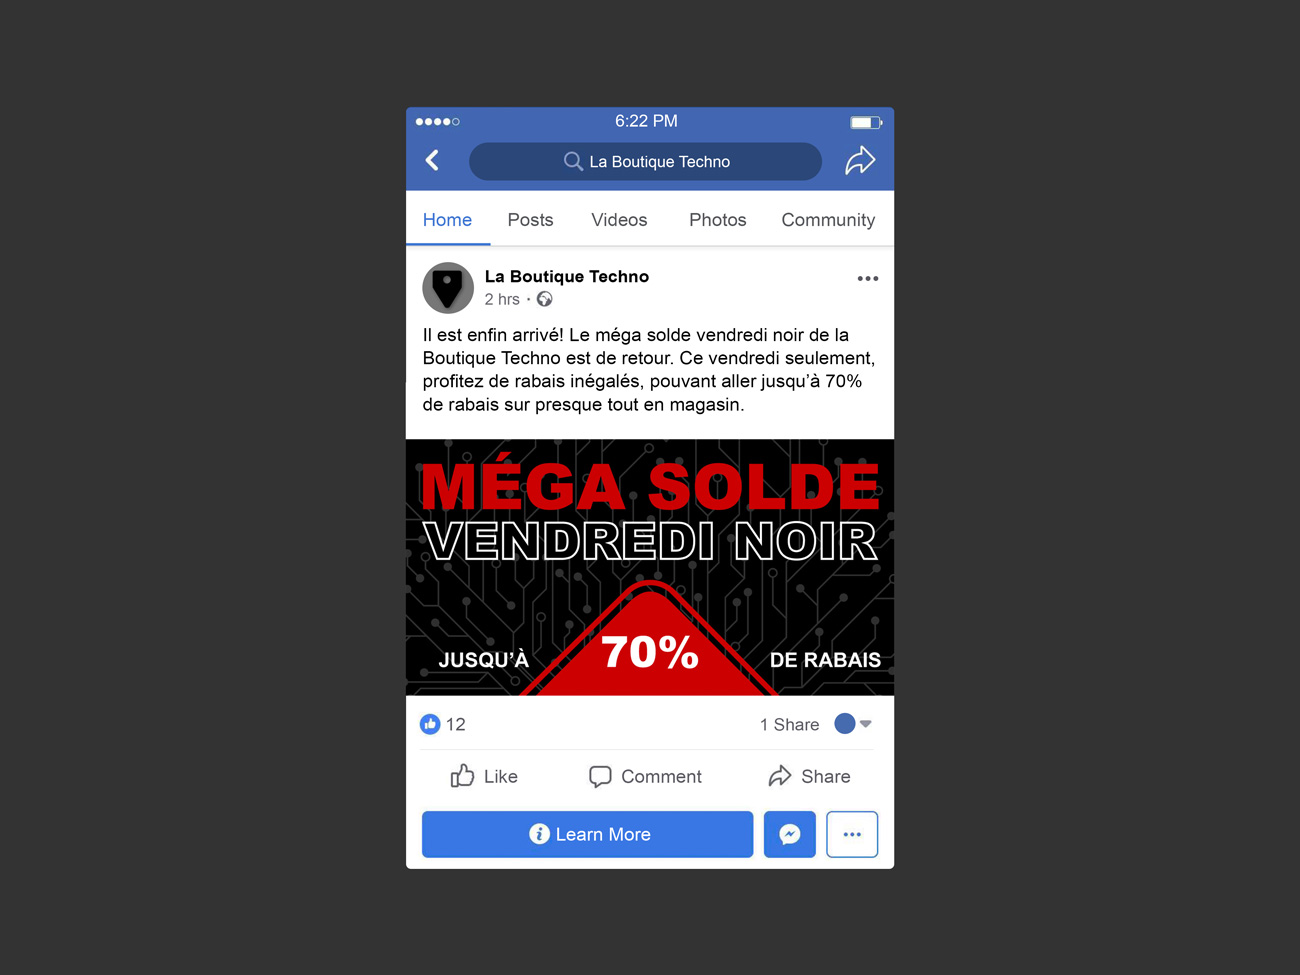 6:22 PM
La Boutique Techno
Home Posts Videos Photos Community
La Boutique Techno
2 hrs ·
Il est enfin arrivé! Le méga solde vendredi noir de la
Boutique Techno est de retour. Ce vendredi seulement,
profitez de rabais inégalés, pouvant aller jusqu’à 70%
de rabais sur presque tout en magasin.
MÉGA SOLDE
VENDREDI NOIR
JUSQU’À 70% DE RABAIS
12 1 Share
Like Comment Share
Learn More